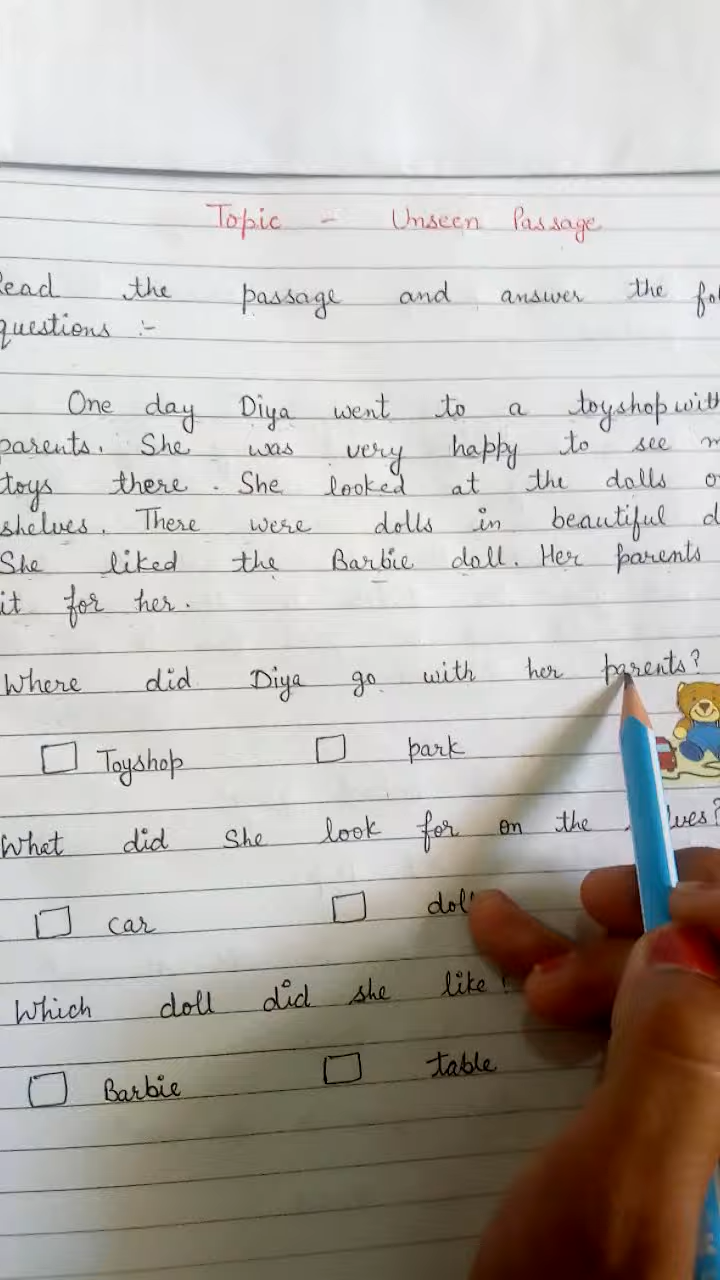 Topic - Unseen Passage
Read the passage and answer the
questions :-
One day Diya went to a toyshop with
parents. She was very happy to see
toys there. She looked at the dolls
shelves. There were dolls in beautiful
She liked the Barbie doll. Her parents
it for her.
Where did Diya go with her parents?
Toyshop park
What did she look for on the
car
Which doll did she like
Barbie table